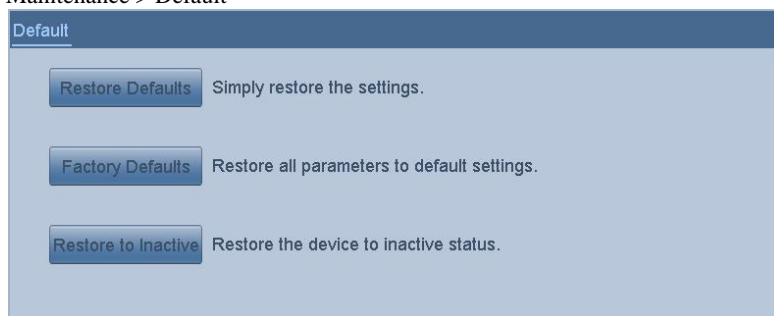 Maintenance > Default
Default
Restore Defaults Simply restore the settings.
Factory Defaults Restore all parameters to default settings.
Restore to Inactive Restore the device to inactive status.